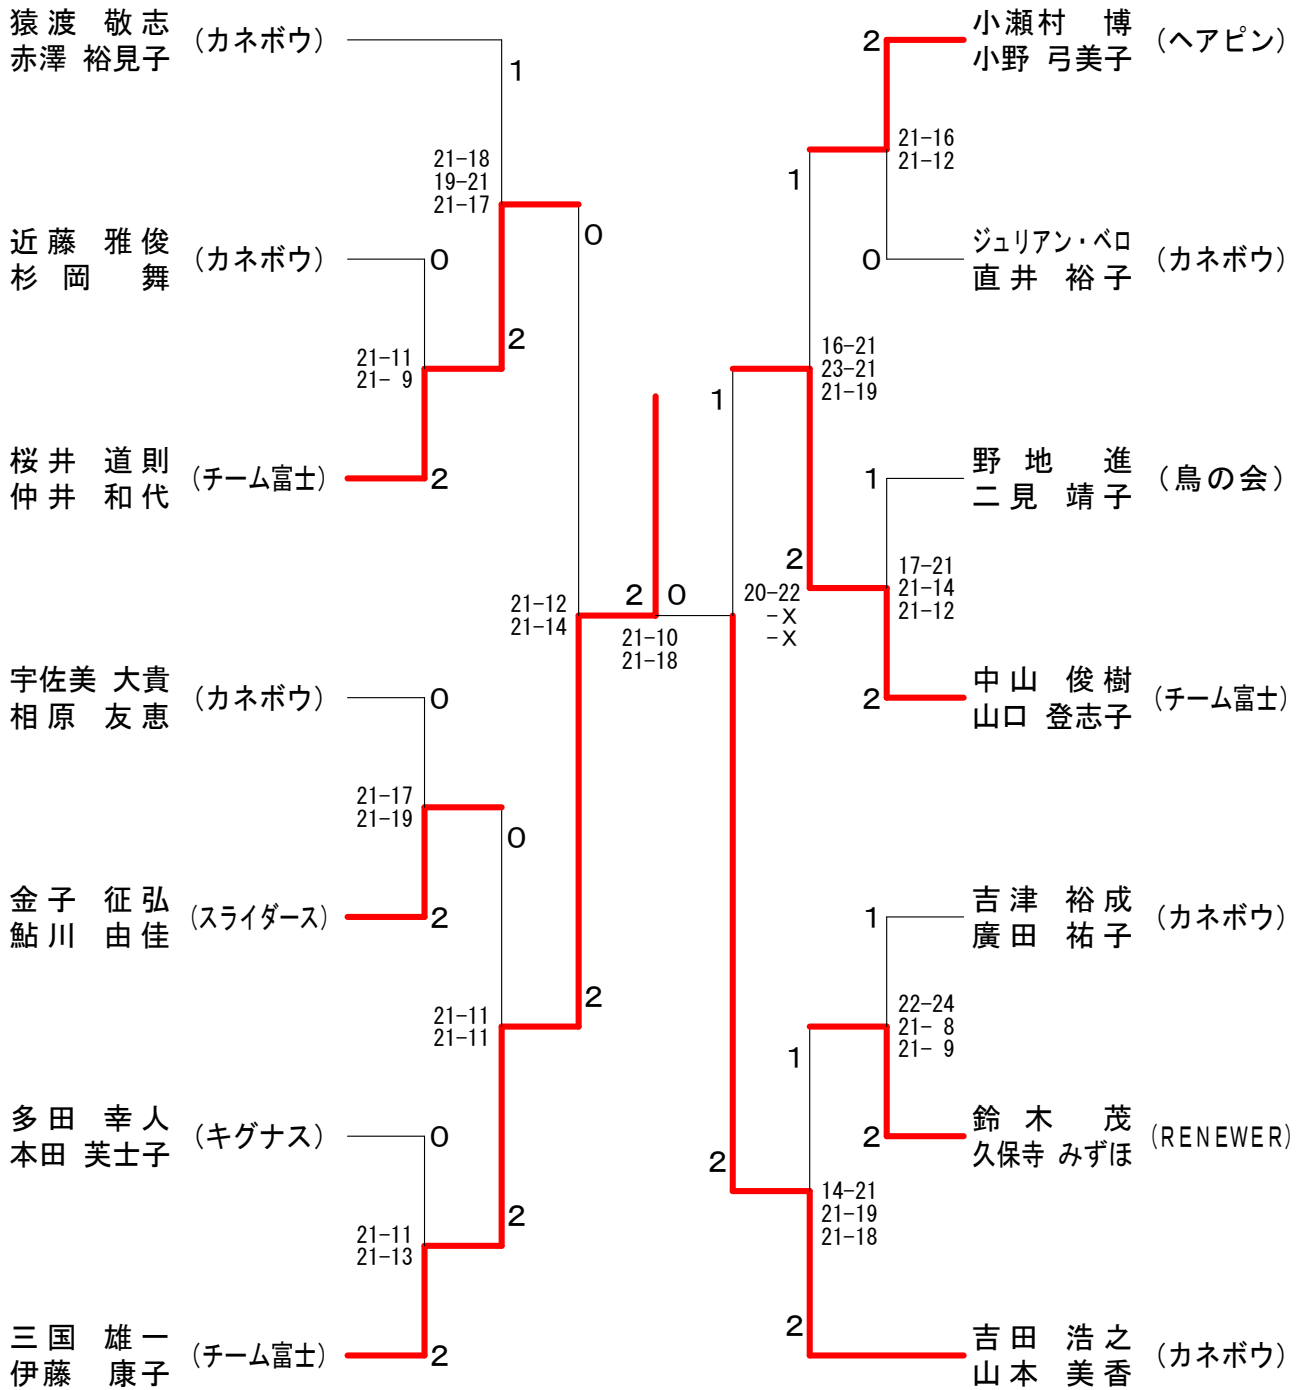 猿渡 敬志
赤澤 裕見子
(カネボウ)
1
21-18
19-21
21-17
0
近藤 雅俊
杉岡 舞
(カネボウ)
0
2
21-11
21- 9
桜井 道則
仲井 和代
(チーム富士)
2
21-12
21-14
宇佐美 大貴
相原 友恵
(カネボウ)
0
21-17
21-19
0
金子 征弘
鮎川 由佳
(スライダース)
2
2
21-11
21-11
多田 幸人
本田 芙士子
(キグナス)
0
2
21-11
21-13
三国 雄一
伊藤 康子
(チーム富士)
2
2 0
21-10
21-18
2
小瀬村 博
小野 弓美子
(ヘアピン)
21-16
21-12
1
0
ジュリアン・ベロ
直井 裕子
(カネボウ)
16-21
23-21
21-19
1
1
野地 進
二見 靖子
(鳥の会)
2
17-21
21-14
21-12
20-22
-X
-X
2
中山 俊樹
山口 登志子
(チーム富士)
1
吉津 裕成
廣田 祐子
(カネボウ)
22-24
21- 8
21- 9
1
2
鈴木 茂
久保寺 みずほ
(RENEWER)
2
14-21
21-19
21-18
2
吉田 浩之
山本 美香
(カネボウ)